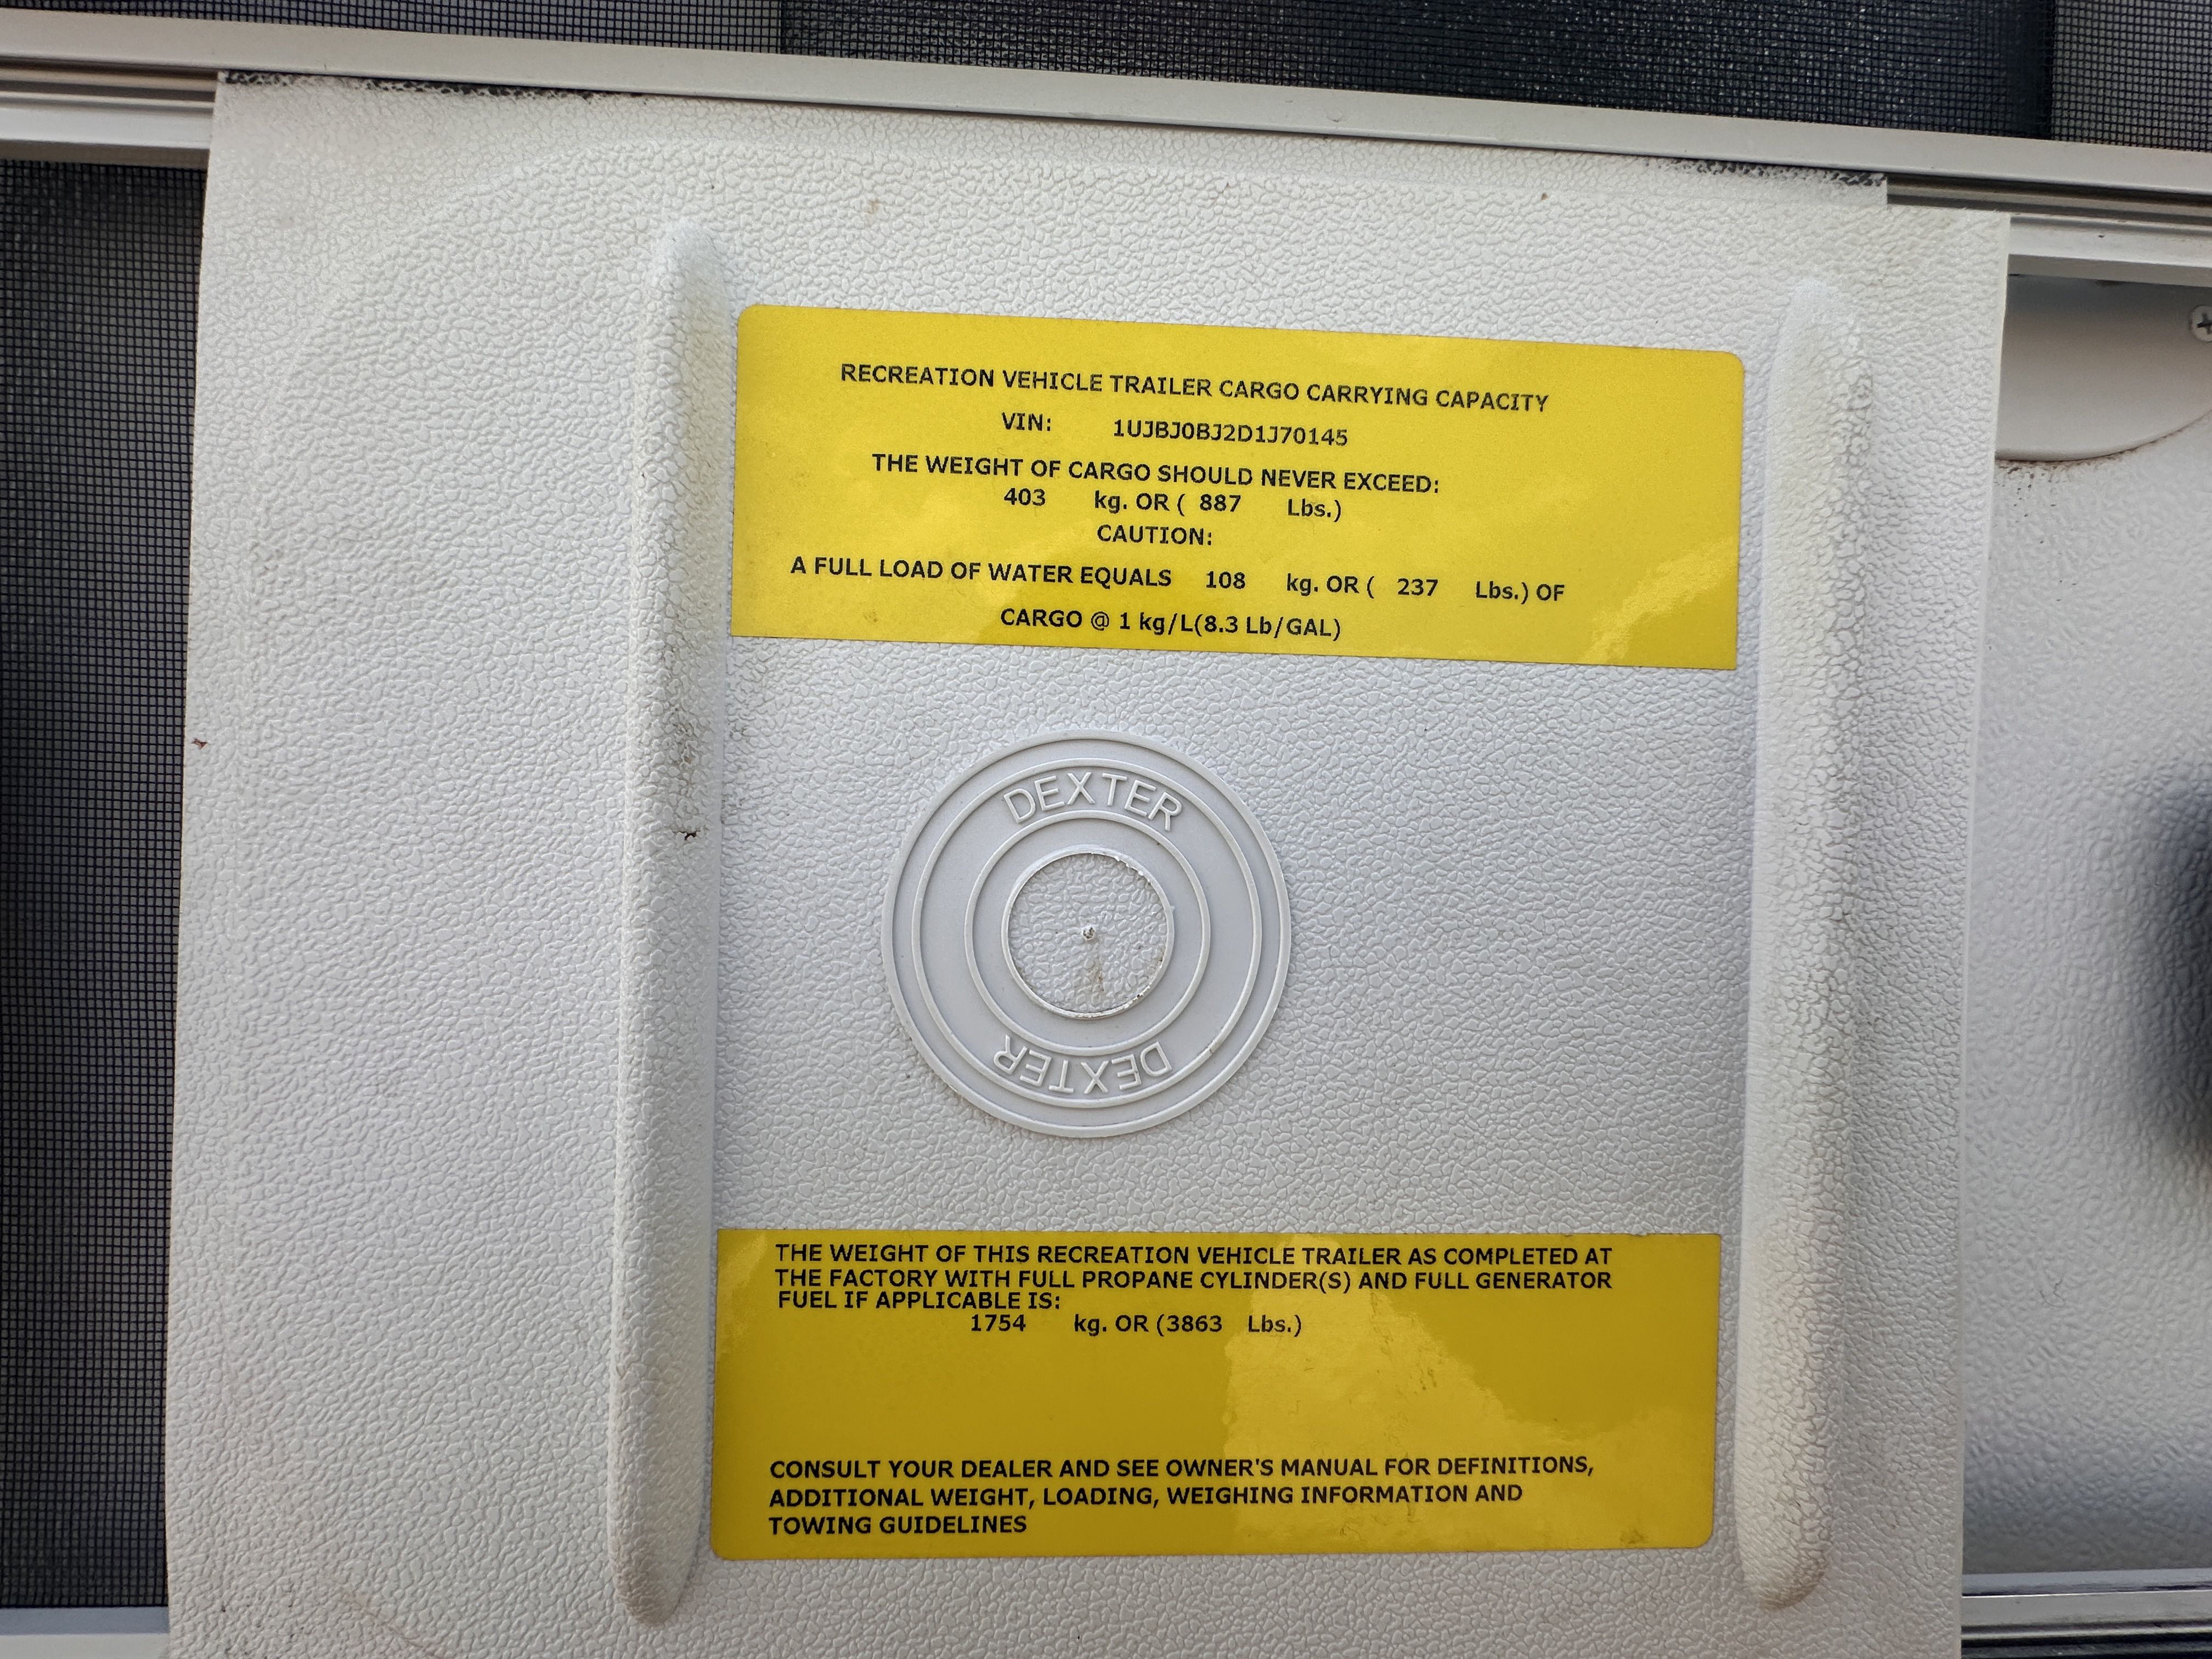 RECREATION VEHICLE TRAILER CARGO CARRYING CAPACITY
VIN: 1UJBJ0BJ2D1J70145
THE WEIGHT OF CARGO SHOULD NEVER EXCEED:
403 kg. OR ( 887 Lbs.)
CAUTION:
A FULL LOAD OF WATER EQUALS 108 kg. OR ( 237 Lbs.) OF
CARGO @ 1 kg/L(8.3 Lb/GAL)
DEXTER
DEXTER
THE WEIGHT OF THIS RECREATION VEHICLE TRAILER AS COMPLETED AT
THE FACTORY WITH FULL PROPANE CYLINDER(S) AND FULL GENERATOR
FUEL IF APPLICABLE IS:
1754 kg. OR (3863 Lbs.)
CONSULT YOUR DEALER AND SEE OWNER'S MANUAL FOR DEFINITIONS,
ADDITIONAL WEIGHT, LOADING, WEIGHING INFORMATION AND
TOWING GUIDELINES